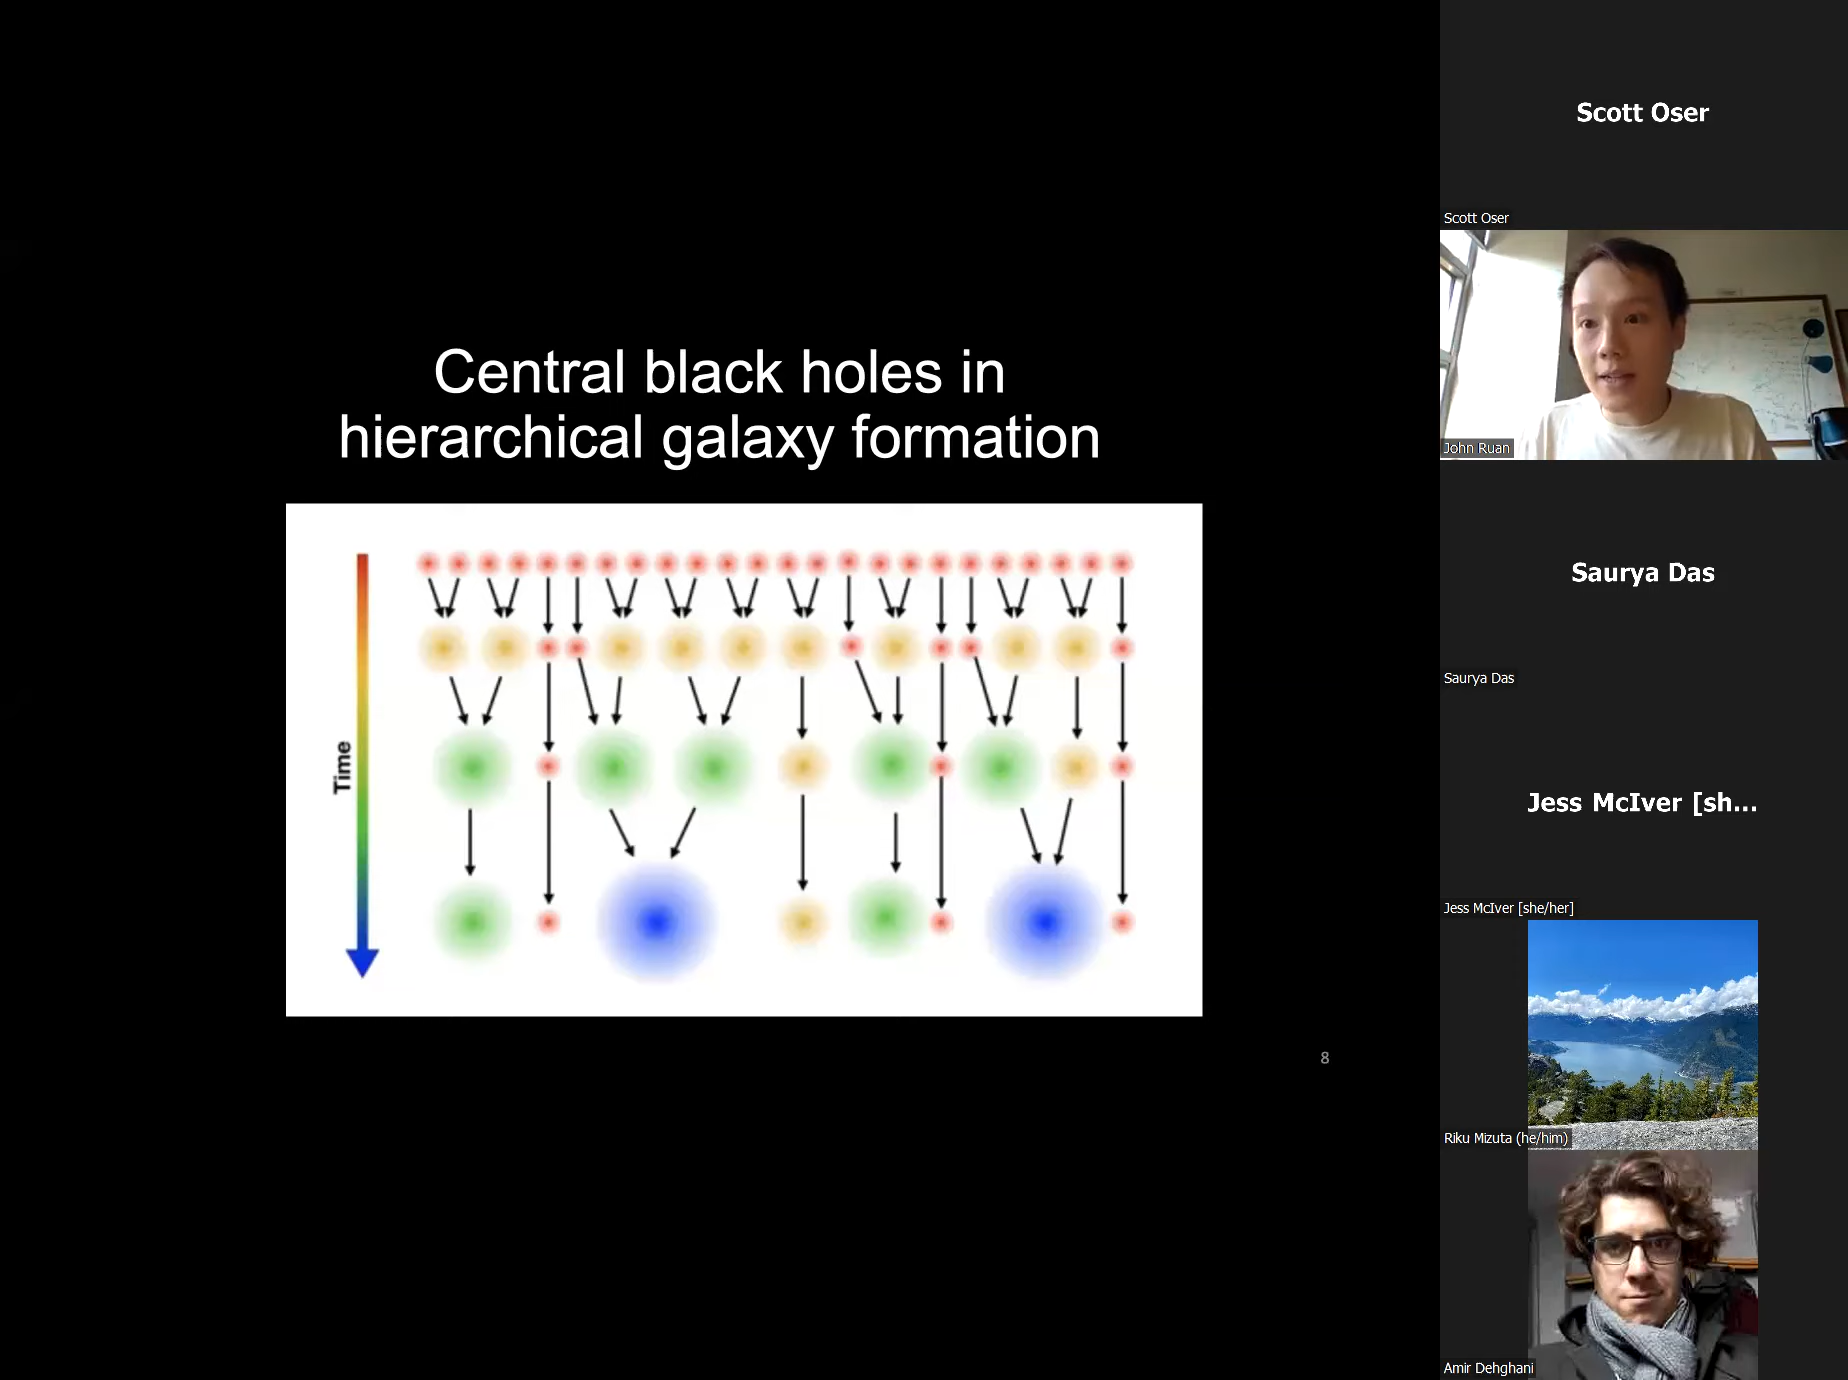 Central black holes in
hierarchical galaxy formation
Time
8
Scott Oser
Scott Oser
John Ruan
Saurya Das
Saurya Das
Jess McIver [sh...
Jess McIver [she/her]
Riku Mizuta (he/him)
Amir Dehghani